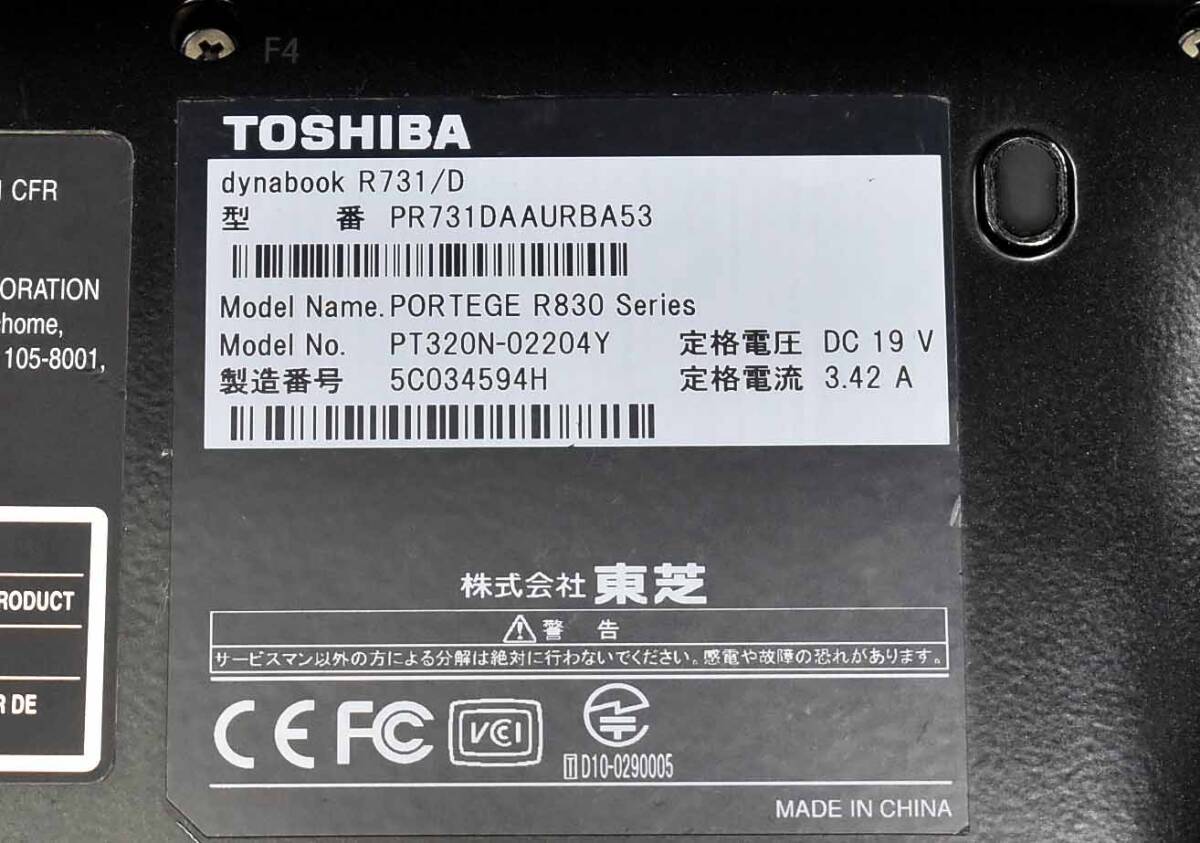 F4
TOSHIBA
dynabook R731/D
型 番 PR731DAAURBA53
Model Name. PORTEGE R830 Series
Model No. PT320N-02204Y 定格電圧 DC 19 V
製造番号 5C034594H 定格電流 3.42 A
株式会社 東芝
⚠警 告
サービスマン以外の方による分解は絶対に行わないでください。感電や故障の恐れがあります。
CE FC VCI
T D10-0290005
MADE IN CHINA
CFR
ORATION
home,
105-8001,
RODUCT
R DE